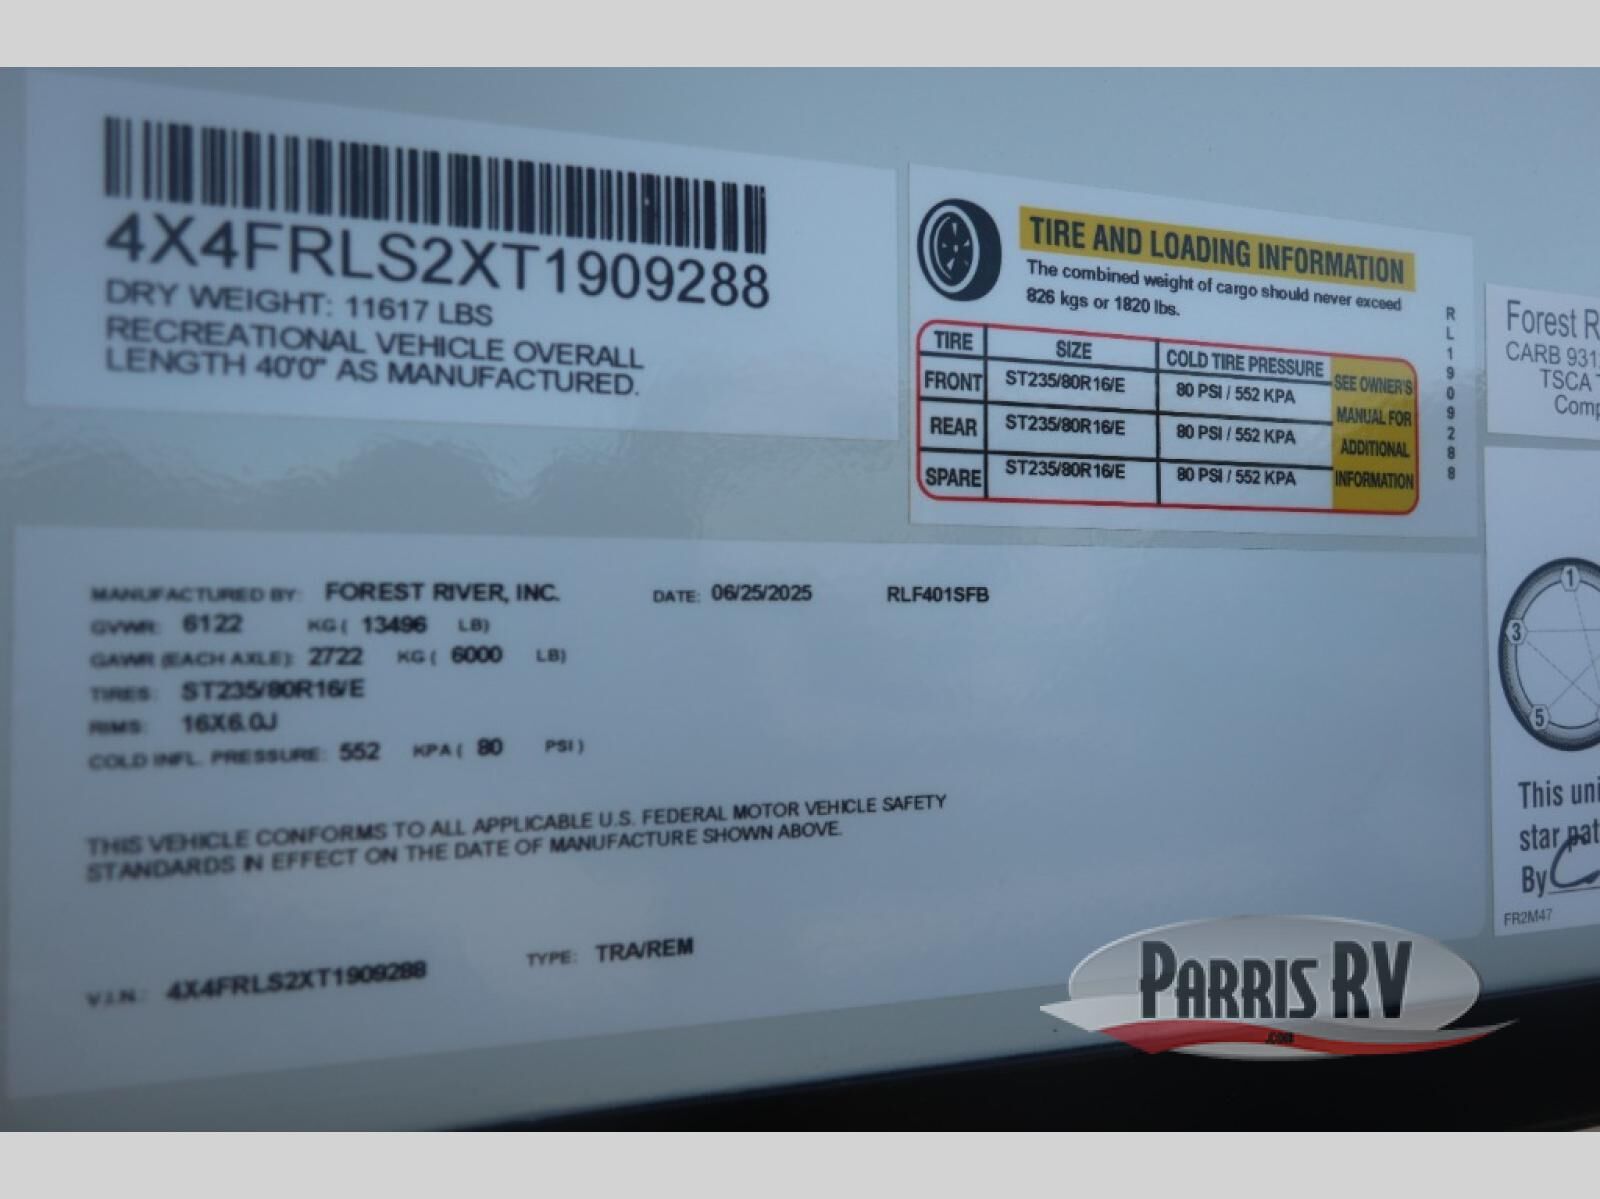 4X4FRLS2XT1909288
DRY WEIGHT: 11617 LBS
RECREATIONAL VEHICLE OVERALL
LENGTH 40'0" AS MANUFACTURED.
TIRE AND LOADING INFORMATION
The combined weight of cargo should never exceed
826 kgs or 1820 lbs.
TIRE SIZE COLD TIRE PRESSURE
FRONT ST235/80R16/E 80 PSI / 552 KPA
REAR ST235/80R16/E 80 PSI / 552 KPA
SPARE ST235/80R16/E 80 PSI / 552 KPA
SEE OWNER'S
MANUAL FOR
ADDITIONAL
INFORMATION
RL1909288
Forest R
CARB 931
TSCA
Comp
MANUFACTURED BY: FOREST RIVER, INC. DATE: 06/25/2025 RLF401SFB
GVWR: 6122 KG ( 13496 LB)
GAWR (EACH AXLE): 2722 KG ( 6000 LB)
TIRES: ST235/80R16/E
RIMS: 16X6.0J
COLD INFL. PRESSURE: 552 KPA ( 80 PSI )
THIS VEHICLE CONFORMS TO ALL APPLICABLE U.S. FEDERAL MOTOR VEHICLE SAFETY
STANDARDS IN EFFECT ON THE DATE OF MANUFACTURE SHOWN ABOVE.
V.I.N.: 4X4FRLS2XT1909288 TYPE: TRA/REM
1
3
5
This uni
star pat
By
FR2M47
PARRIS RV
.COM